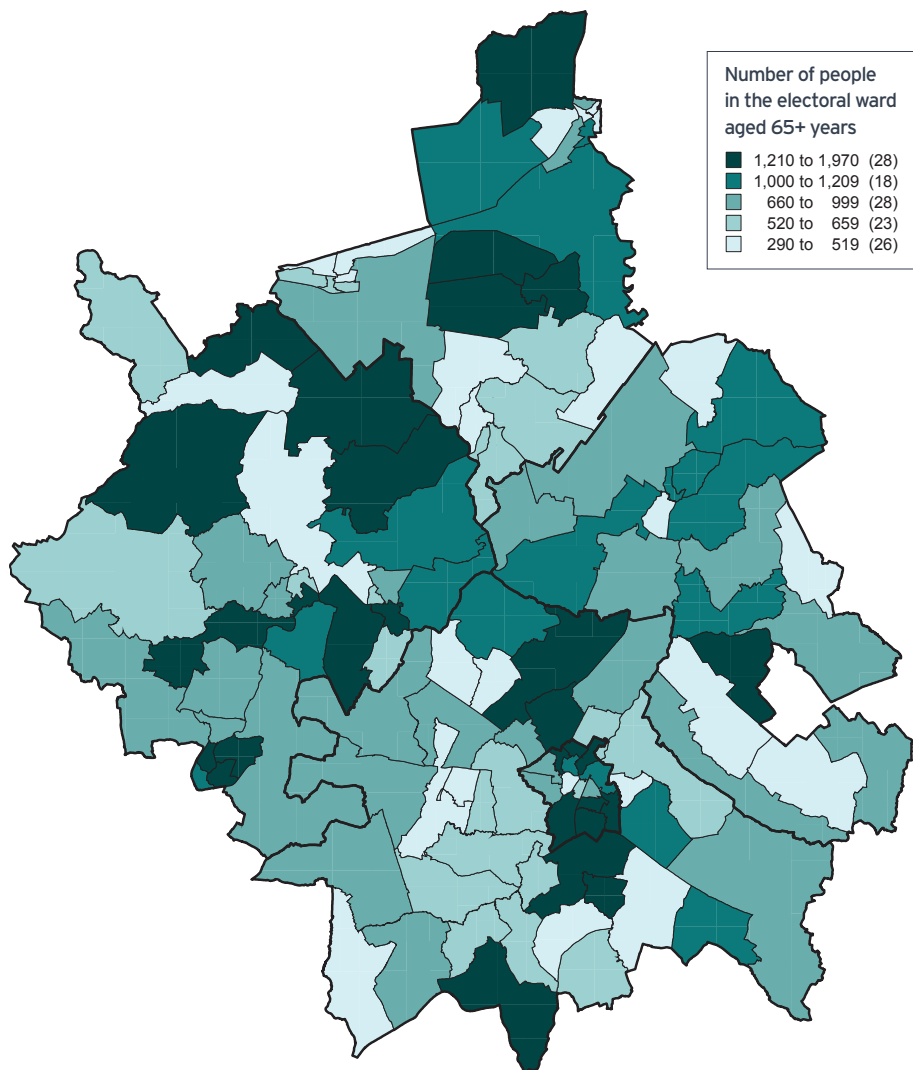 Number of people
in the electoral ward
aged 65+ years
1,210 to 1,970 (28)
1,000 to 1,209 (18)
660 to 999 (28)
520 to 659 (23)
290 to 519 (26)